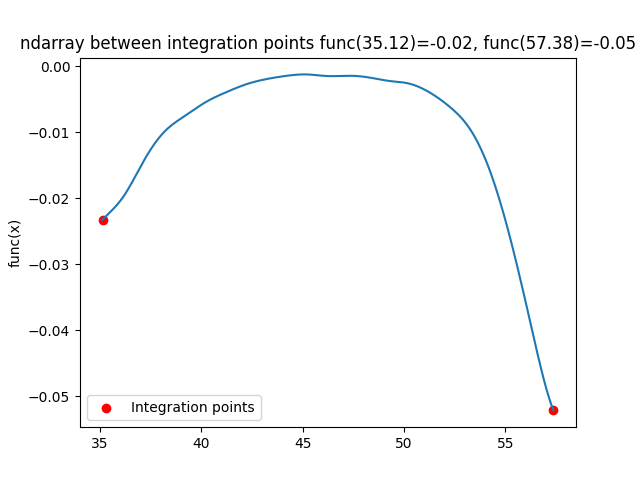 ndarray between integration points func(35.12)=-0.02, func(57.38)=-0.05
0.00
−0.01
−0.02
−0.03
−0.04
−0.05
func(x)
Integration points
35 40 45 50 55